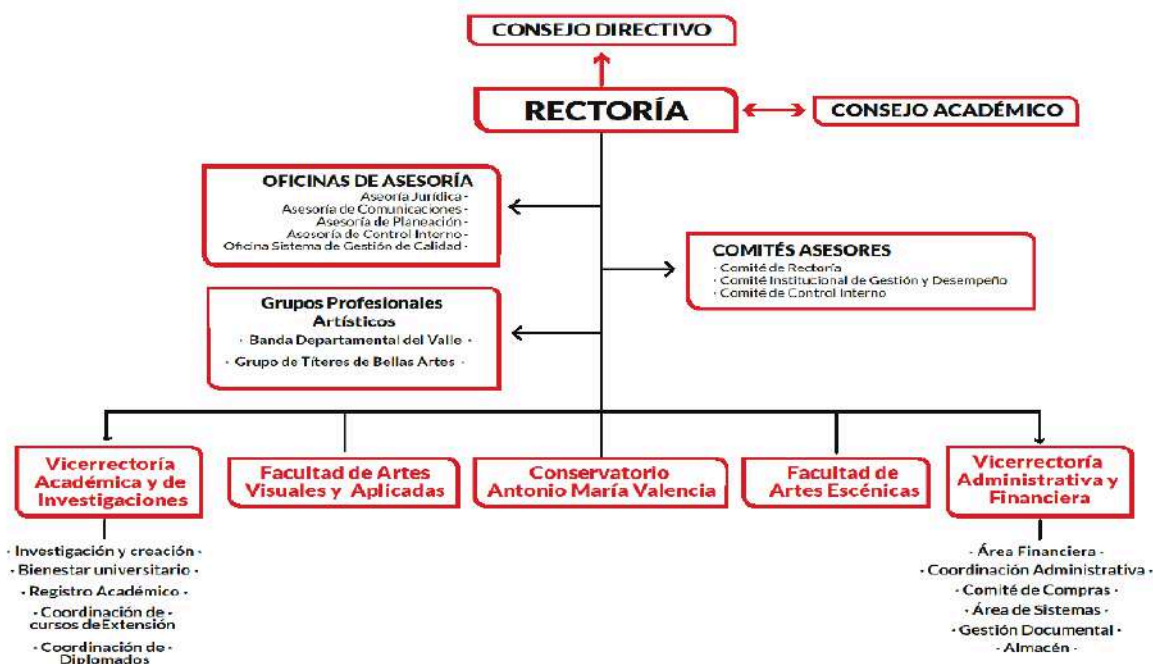 CONSEJO DIRECTIVO
RECTORÍA
CONSEJO ACADÉMICO
OFICINAS DE ASESORÍA
Aseoría Jurídica -
Asesoría de Comunicaciones -
Asesoría de Planeación -
Asesoría de Control Interno -
Oficina Sistema de Gestión de Calidad -
COMITÉS ASESORES
· Comité de Rectoría
· Comité Institucional de Gestión y Desempeño
· Comité de Control Interno
Grupos Profesionales
Artísticos
· Banda Departamental del Valle ·
· Grupo de Títeres de Bellas Artes ·
Vicerrectoría
Académica y de
Investigaciones
Facultad de Artes
Visuales y Aplicadas
Conservatorio
Antonio María Valencia
Facultad de
Artes Escénicas
Vicerrectoría
Administrativa y
Financiera
· Investigación y creación ·
· Bienestar universitario ·
· Registro Académico ·
· Coordinación de ·
cursos de Extensión
· Coordinación de ·
Diplomados
· Área Financiera ·
· Coordinación Administrativa ·
· Comité de Compras ·
· Área de Sistemas ·
· Gestión Documental ·
· Almacén ·